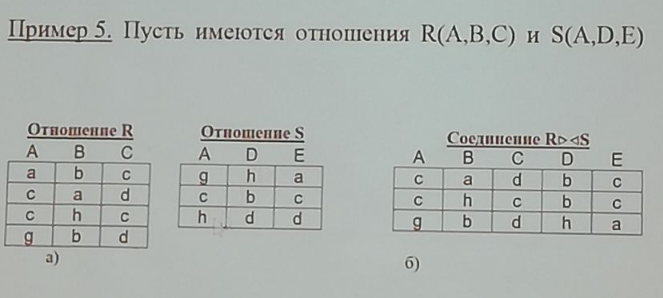 Пример 5. Пусть имеются отношения R(A,B,C) и S(A,D,E)
Отношение R
A B C
a b c
c a d
c h c
g b d
а)
Отношение S
A D E
g h a
c b c
h d d
Соединение R⊳⊲S
A B C D E
c a d b c
c h c b c
g b d h a
б)